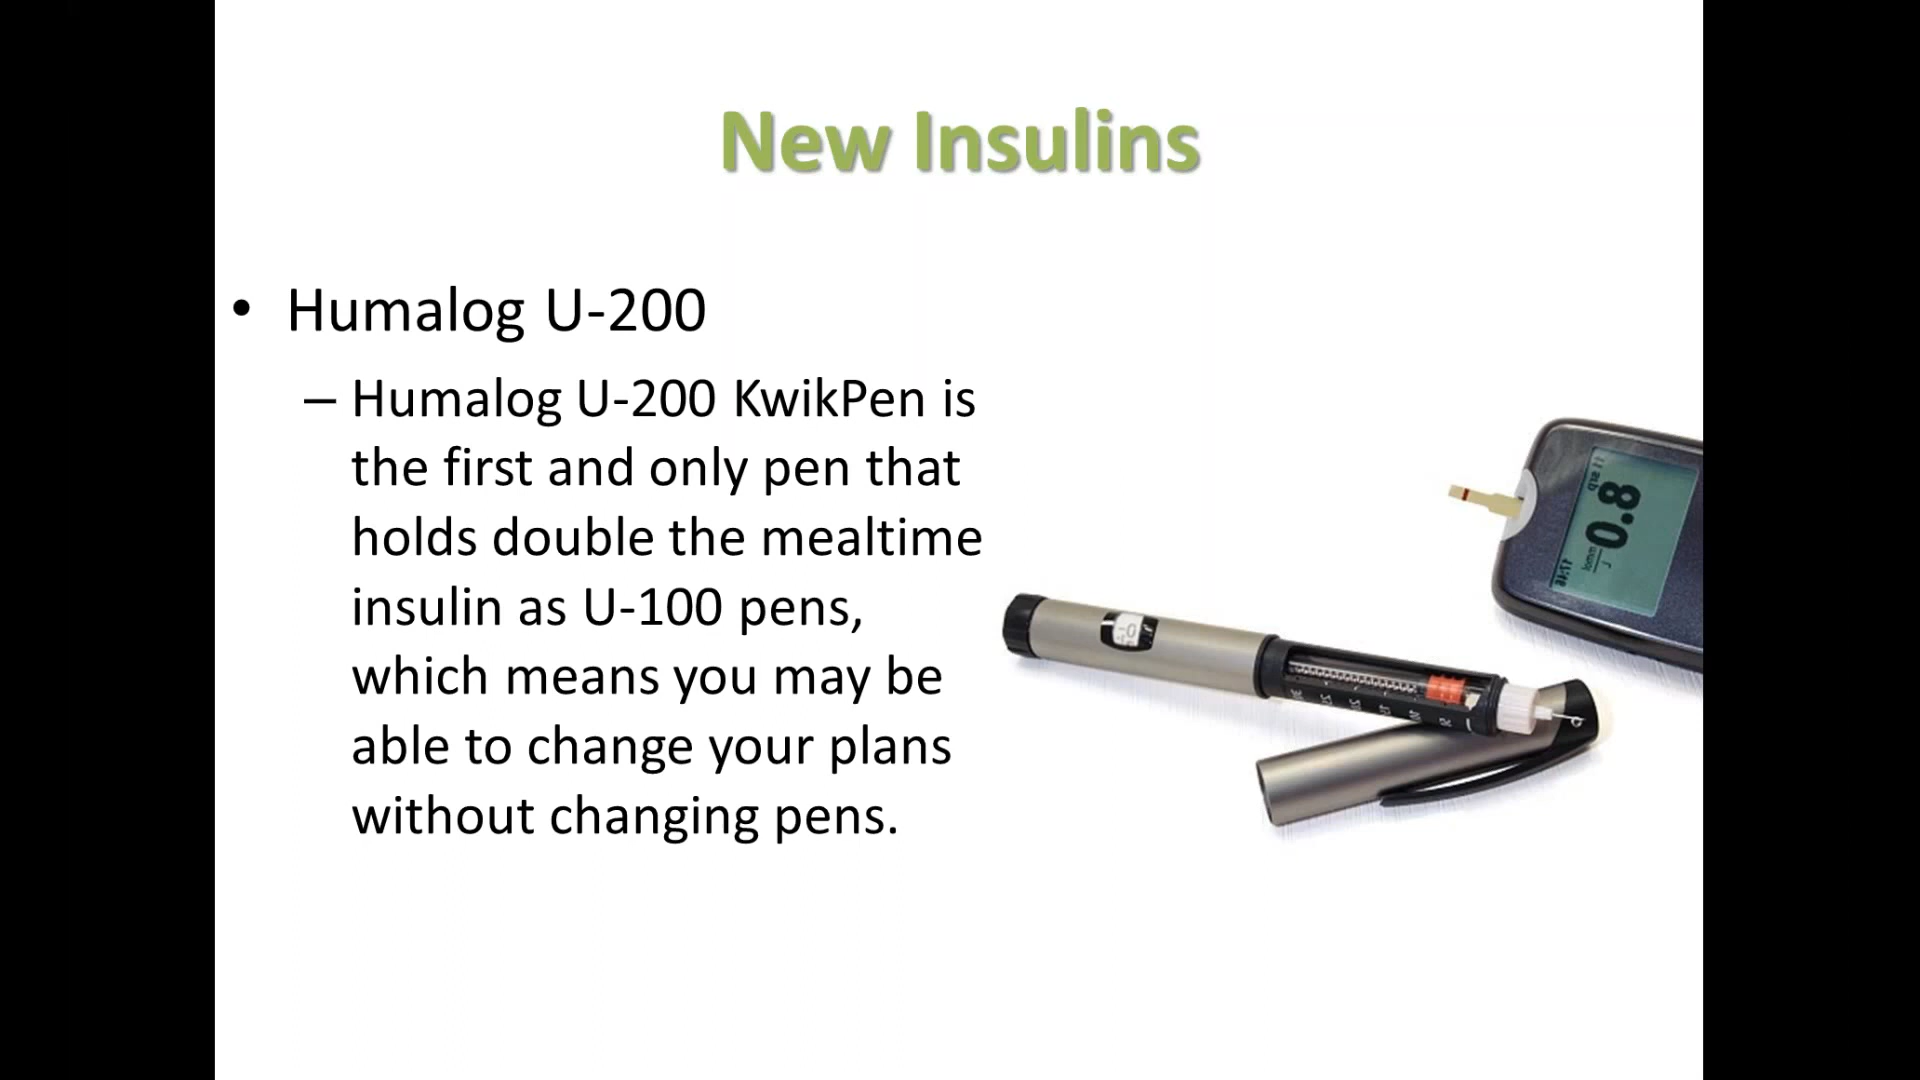 New Insulins
• Humalog U-200
– Humalog U-200 KwikPen is
the first and only pen that
holds double the mealtime
insulin as U-100 pens,
which means you may be
able to change your plans
without changing pens.
0.8